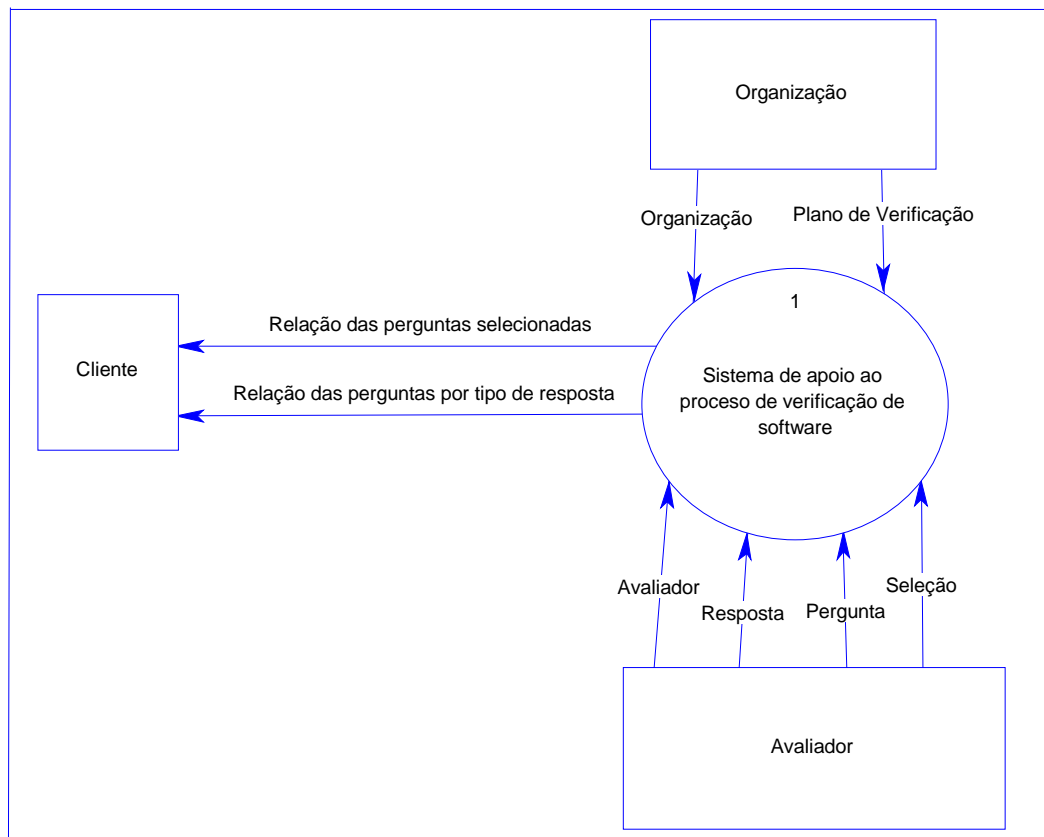 Organização
Organização
Plano de Verificação
1
Relação das perguntas selecionadas
Cliente
Sistema de apoio ao
proceso de verificação de
software
Relação das perguntas por tipo de resposta
Avaliador
Resposta
Pergunta
Seleção
Avaliador